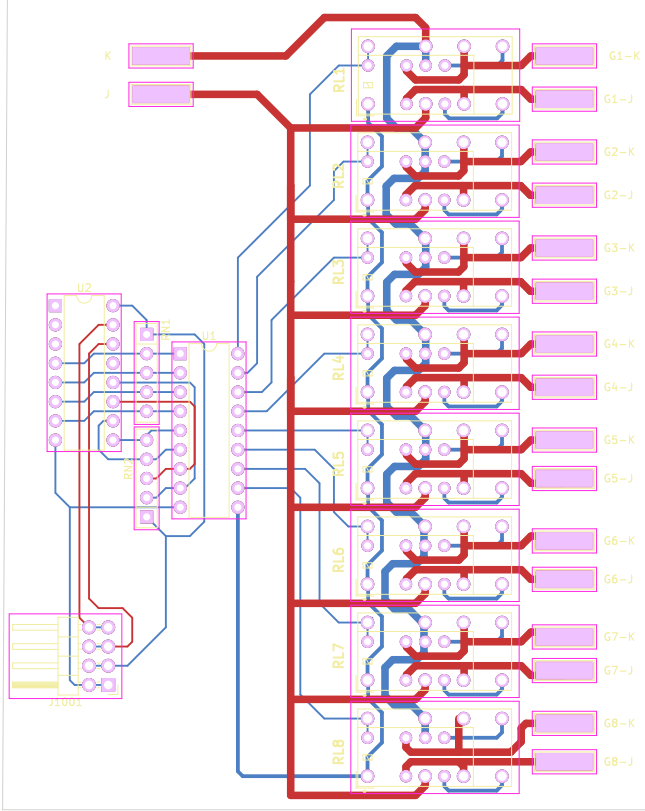 K
G1-K
RL1
J
G1-J
G2-K
RL2
G2-J
G3-K
RL3
G3-J
U2
RN1
U1
G4-K
RL4
G4-J
G5-K
RL5
G5-J
G6-K
RL6
G6-J
G7-K
RL7
G7-J
J1001
G8-K
RL8
G8-J